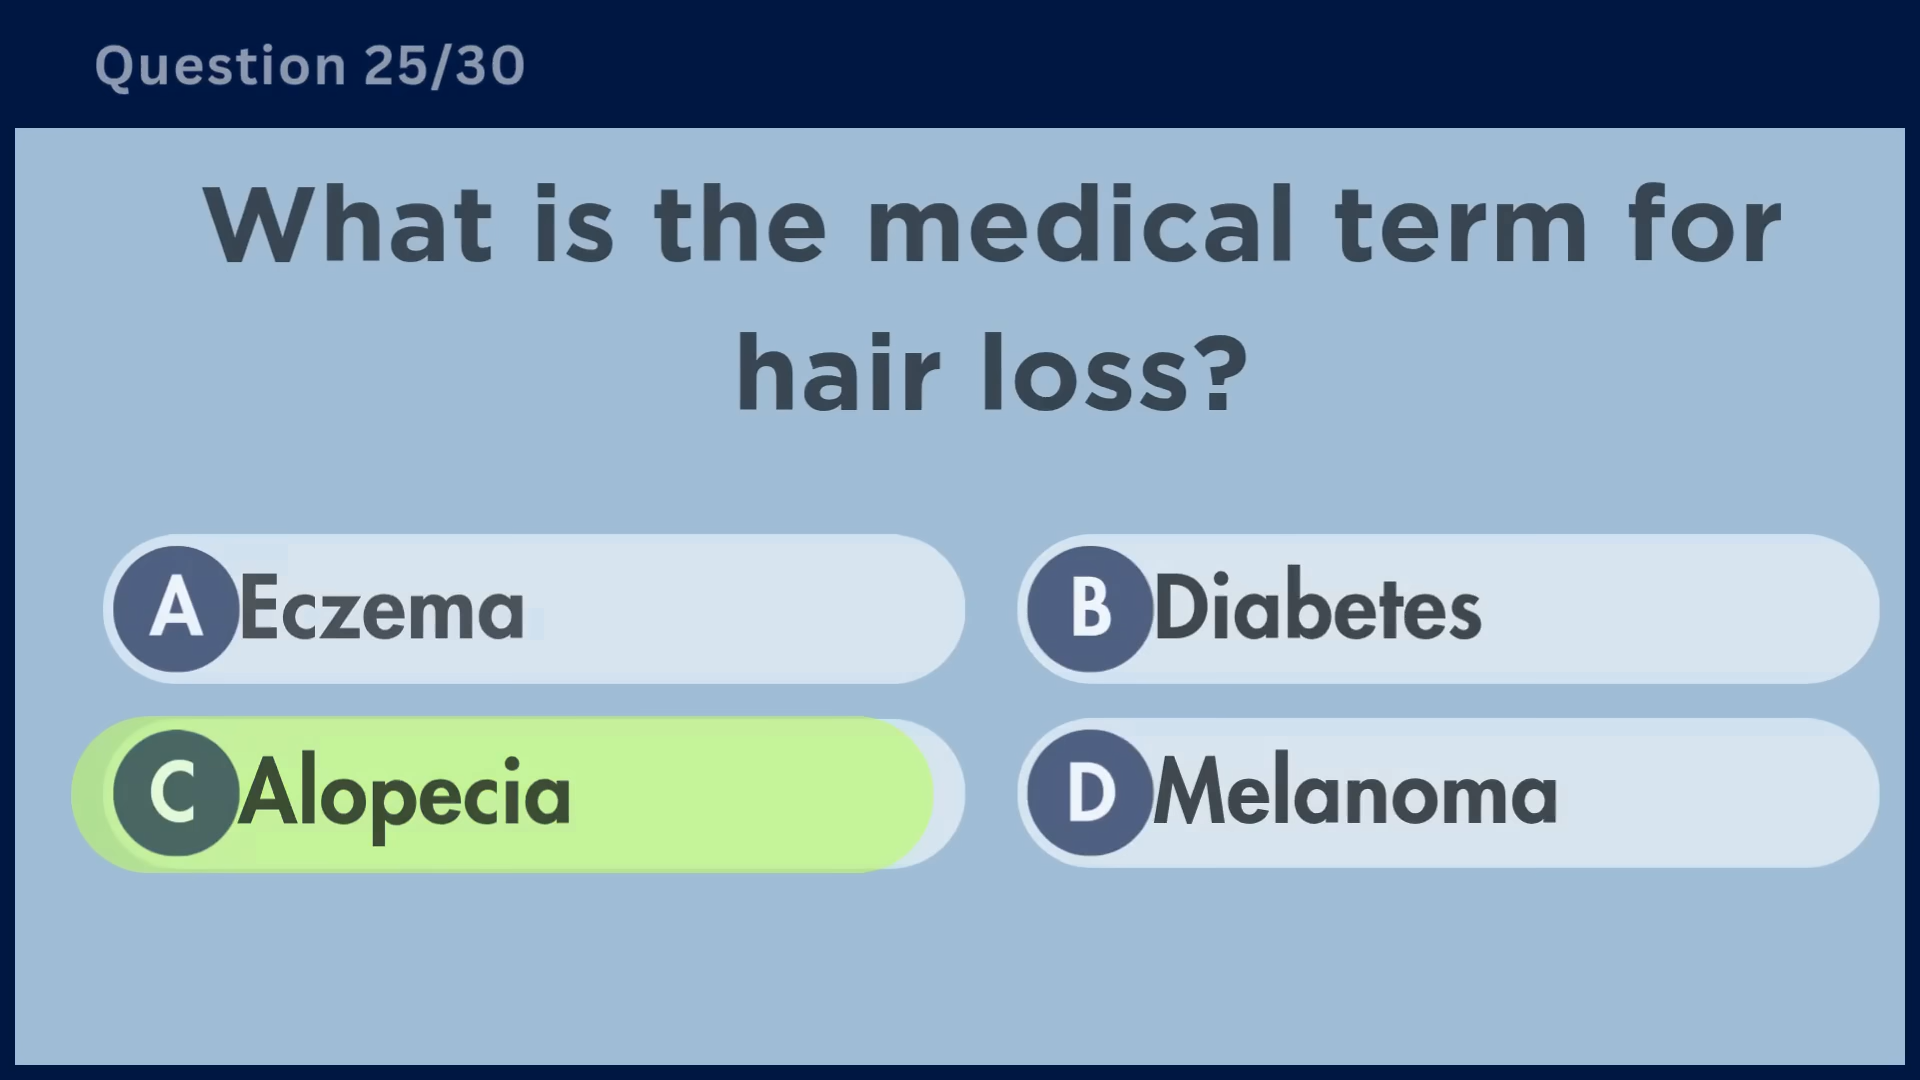 Question 25/30
What is the medical term for
hair loss?
A Eczema
B Diabetes
C Alopecia
D Melanoma